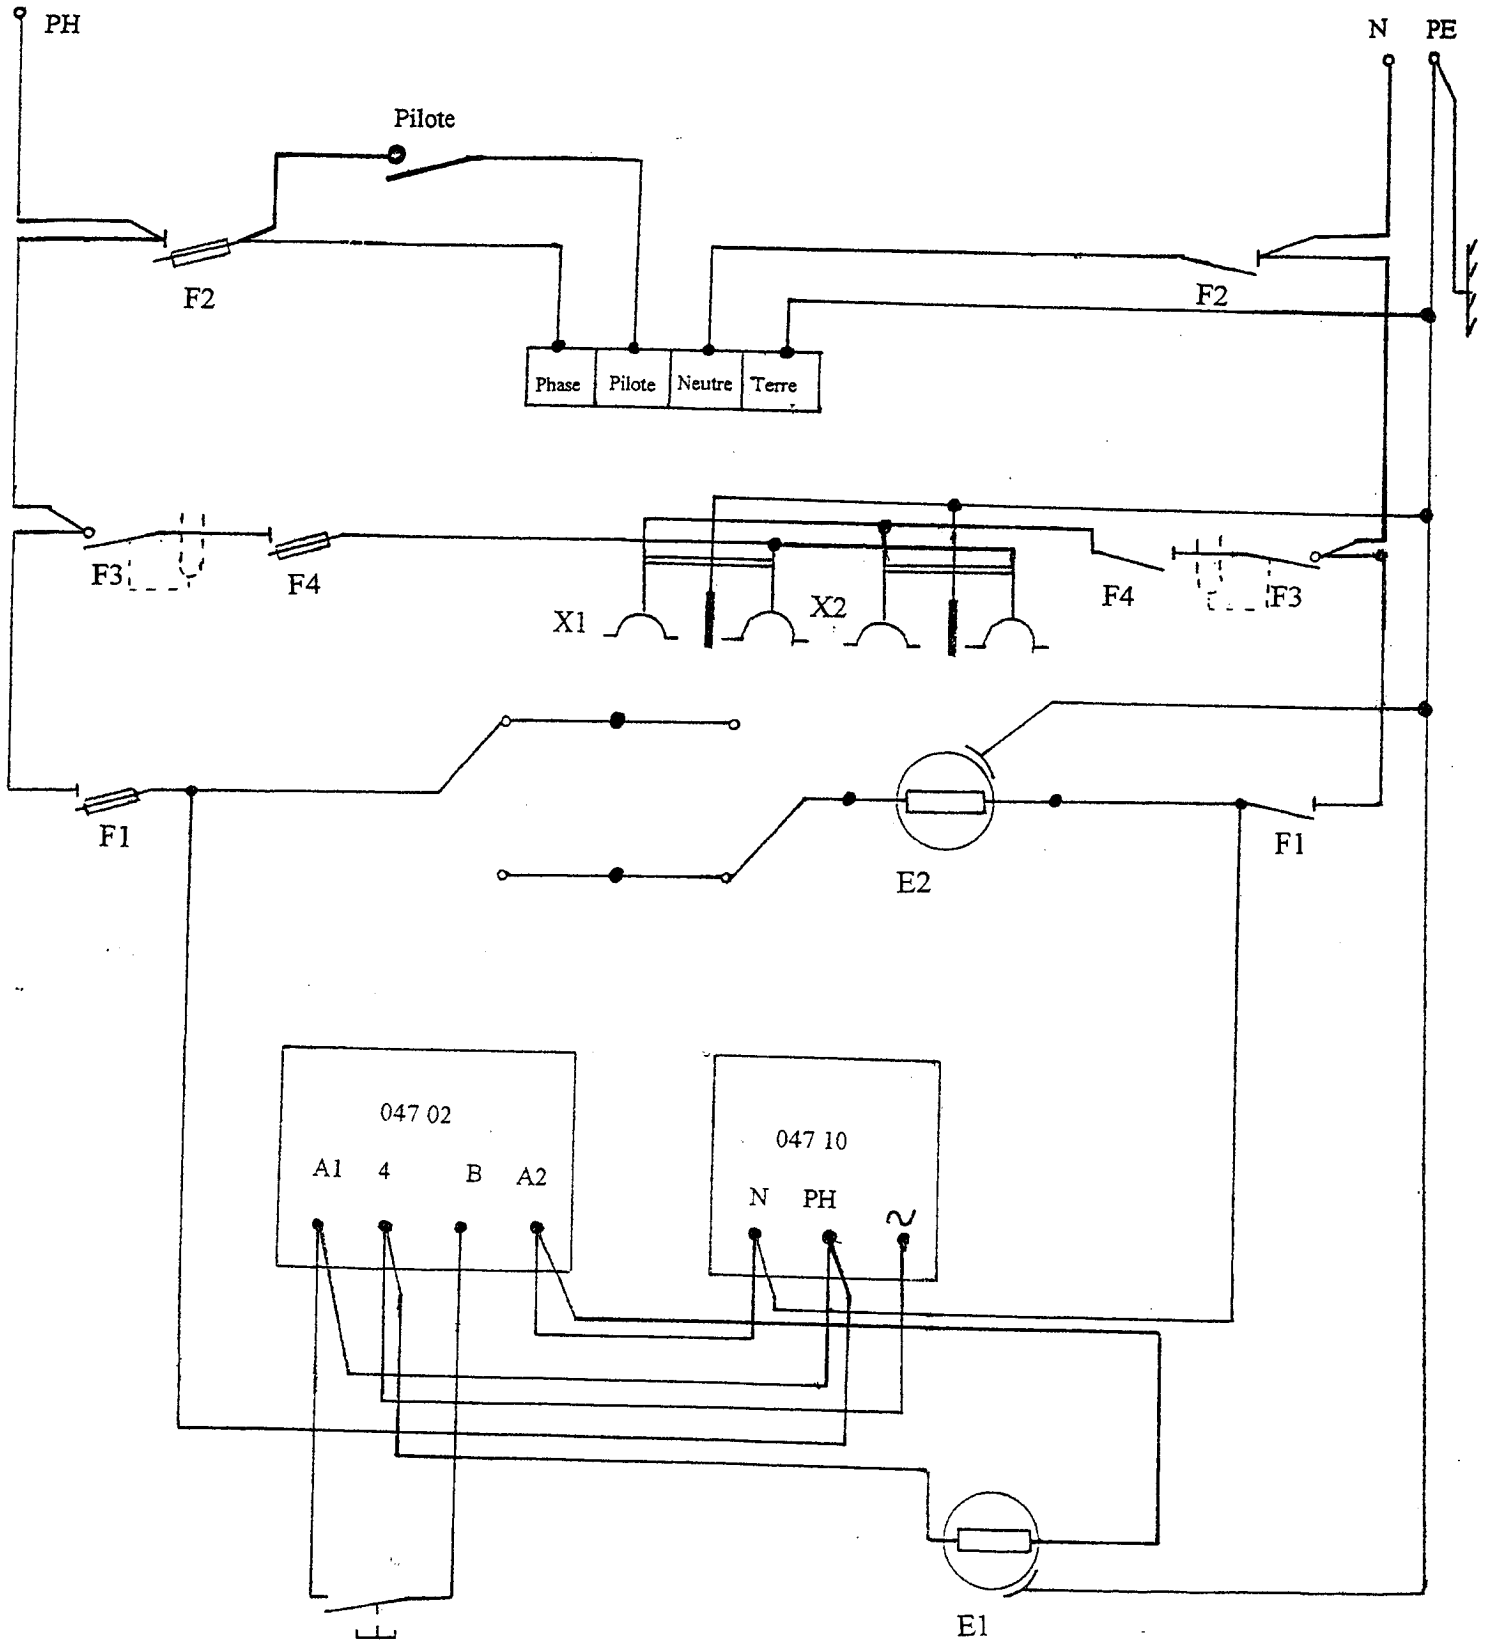 PH
N PE
Pilote
F2
F2
Phase Pilote Neutre Terre
F3
F4
X1
X2
F4
F3
F1
E2
F1
047 02
047 10
A1 4 B A2
N PH ~
E1